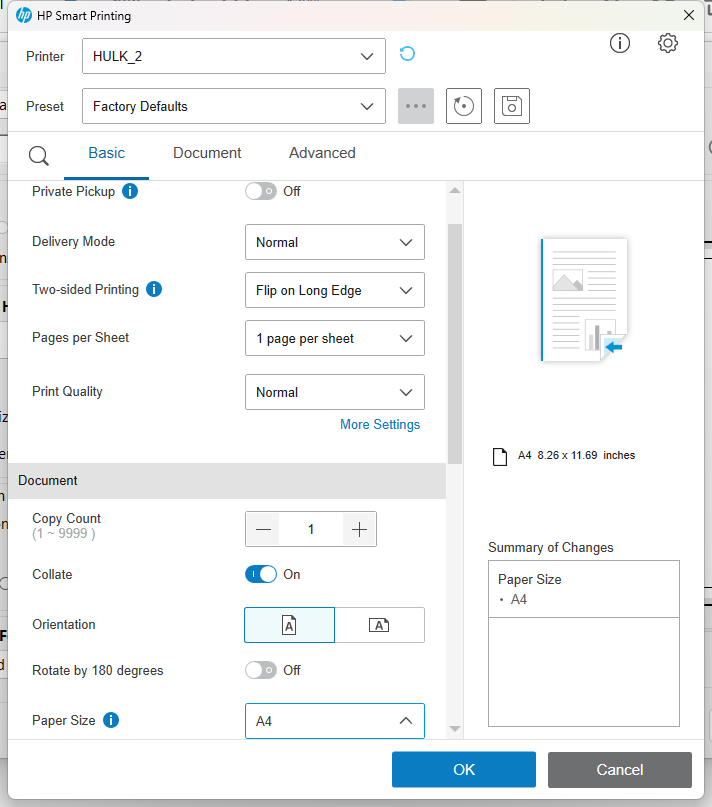 HP Smart Printing
Printer HULK_2
Preset Factory Defaults
Basic Document Advanced
Private Pickup Off
Delivery Mode Normal
Two-sided Printing Flip on Long Edge
Pages per Sheet 1 page per sheet
Print Quality Normal
More Settings
A4 8.26 x 11.69 inches
Document
Copy Count
(1 ~ 9999 ) 1
Collate On
Orientation
Rotate by 180 degrees Off
Paper Size A4
Summary of Changes
Paper Size
• A4
OK Cancel